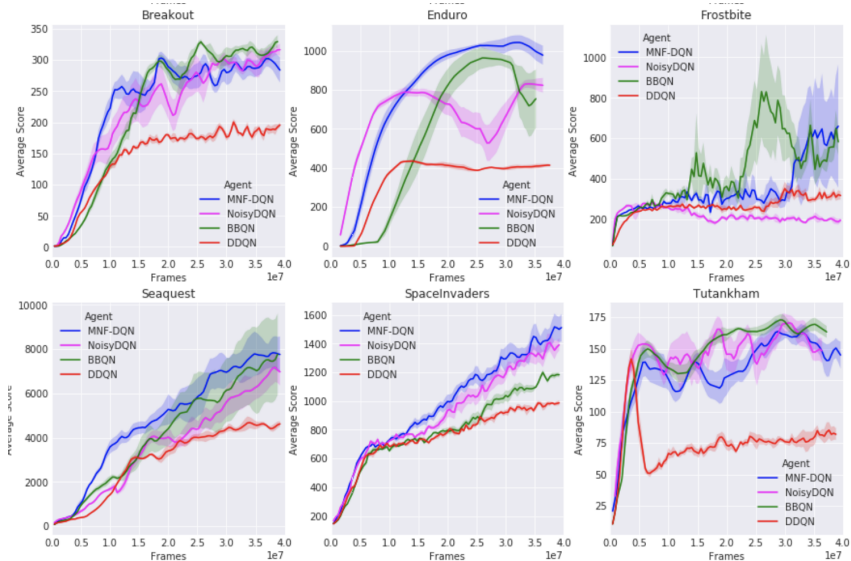 Breakout
Average Score
350
300
250
200
150
100
50
0
Agent
MNF-DQN
NoisyDQN
BBQN
DDQN
0.0 0.5 1.0 1.5 2.0 2.5 3.0 3.5 4.0
Frames
1e7
Enduro
Average Score
1000
800
600
400
200
0
Agent
MNF-DQN
NoisyDQN
BBQN
DDQN
0.0 0.5 1.0 1.5 2.0 2.5 3.0 3.5 4.0
Frames
1e7
Frostbite
Average Score
1000
800
600
400
200
Agent
MNF-DQN
NoisyDQN
BBQN
DDQN
0.0 0.5 1.0 1.5 2.0 2.5 3.0 3.5 4.0
Frames
1e7
Seaquest
Average Score
10000
8000
6000
4000
2000
0
Agent
MNF-DQN
NoisyDQN
BBQN
DDQN
0.0 0.5 1.0 1.5 2.0 2.5 3.0 3.5 4.0
Frames
1e7
SpaceInvaders
Average Score
1600
1400
1200
1000
800
600
400
200
Agent
MNF-DQN
NoisyDQN
BBQN
DDQN
0.0 0.5 1.0 1.5 2.0 2.5 3.0 3.5 4.0
Frames
1e7
Tutankham
Average Score
175
150
125
100
75
50
25
Agent
MNF-DQN
NoisyDQN
BBQN
DDQN
0.0 0.5 1.0 1.5 2.0 2.5 3.0 3.5 4.0
Frames
1e7